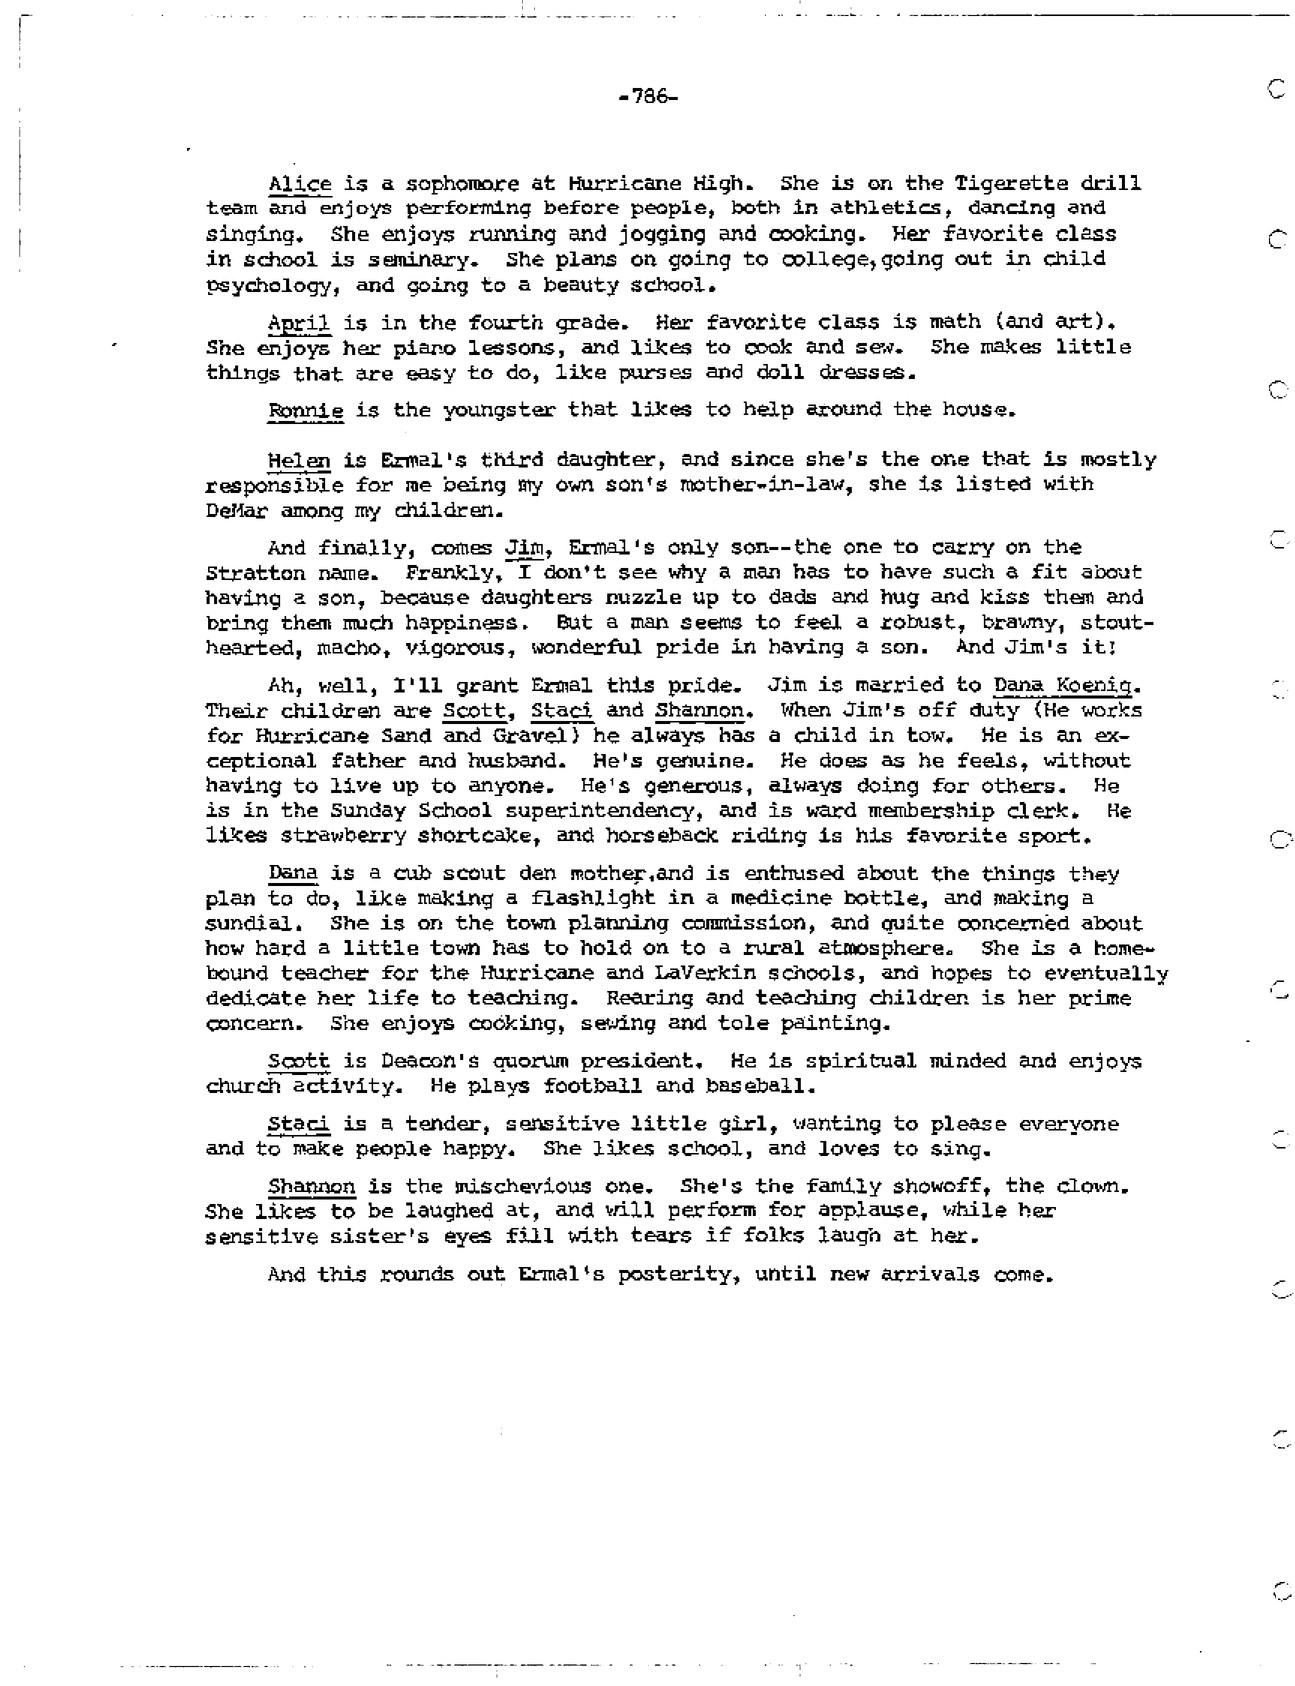 -786-
Alice is a sophomore at Hurricane High. She is on the Tigerette drill
team and enjoys performing before people, both in athletics, dancing and
singing. She enjoys running and jogging and cooking. Her favorite class
in school is seminary. She plans on going to college,going out in child
psychology, and going to a beauty school.
April is in the fourth grade. Her favorite class is math (and art).
She enjoys her piano lessons, and likes to cook and sew. She makes little
things that are easy to do, like purses and doll dresses.
Ronnie is the youngster that likes to help around the house.
Helen is Ermal's third daughter, and since she's the one that is mostly
responsible for me being my own son's mother-in-law, she is listed with
DeMar among my children.
And finally, comes Jim, Ermal's only son--the one to carry on the
Stratton name. Frankly, I don't see why a man has to have such a fit about
having a son, because daughters nuzzle up to dads and hug and kiss them and
bring them much happiness. But a man seems to feel a robust, brawny, stout-
hearted, macho, vigorous, wonderful pride in having a son. And Jim's it!
Ah, well, I'll grant Ermal this pride. Jim is married to Dana Koenig.
Their children are Scott, Staci and Shannon. When Jim's off duty (He works
for Hurricane Sand and Gravel) he always has a child in tow. He is an ex-
ceptional father and husband. He's genuine. He does as he feels, without
having to live up to anyone. He's generous, always doing for others. He
is in the Sunday School superintendency, and is ward membership clerk. He
likes strawberry shortcake, and horseback riding is his favorite sport.
Dana is a cub scout den mother,and is enthused about the things they
plan to do, like making a flashlight in a medicine bottle, and making a
sundial. She is on the town planning commission, and quite concerned about
how hard a little town has to hold on to a rural atmosphere. She is a home-
bound teacher for the Hurricane and LaVerkin schools, and hopes to eventually
dedicate her life to teaching. Rearing and teaching children is her prime
concern. She enjoys cooking, sewing and tole painting.
Scott is Deacon's quorum president. He is spiritual minded and enjoys
church activity. He plays football and baseball.
Staci is a tender, sensitive little girl, wanting to please everyone
and to make people happy. She likes school, and loves to sing.
Shannon is the mischevious one. She's the family showoff, the clown.
She likes to be laughed at, and will perform for applause, while her
sensitive sister's eyes fill with tears if folks laugh at her.
And this rounds out Ermal's posterity, until new arrivals come.